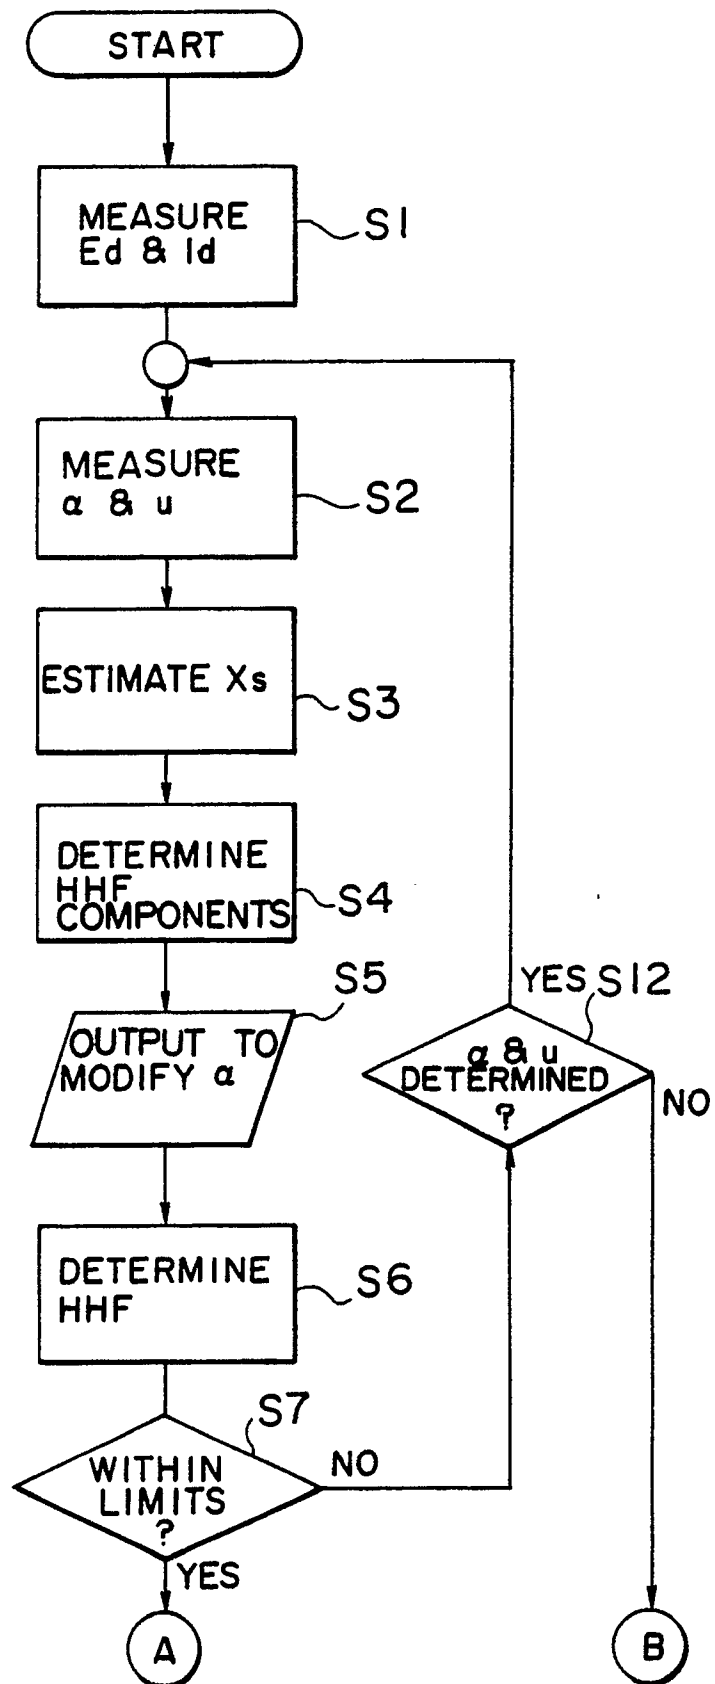 START
MEASURE
Ed & Id
S1
MEASURE
α & u
S2
ESTIMATE Xs
S3
DETERMINE
HHF
COMPONENTS
S4
OUTPUT TO
MODIFY α
S5
DETERMINE
HHF
S6
WITHIN
LIMITS
?
S7
NO
YES
A
α & u
DETERMINED
?
YES
S12
NO
B